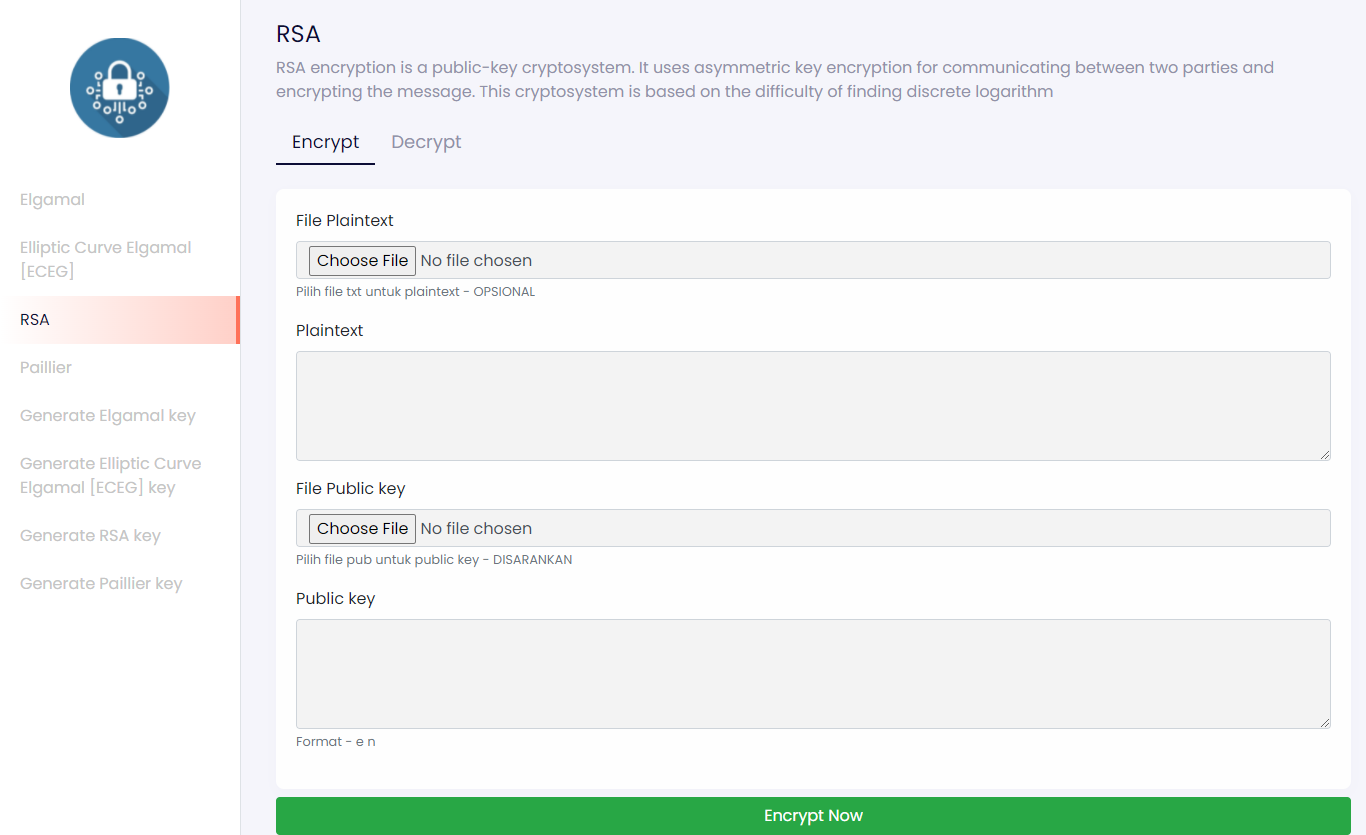 Elgamal
Elliptic Curve Elgamal
[ECEG]
RSA
Paillier
Generate Elgamal key
Generate Elliptic Curve
Elgamal [ECEG] key
Generate RSA key
Generate Paillier key
RSA
RSA encryption is a public-key cryptosystem. It uses asymmetric key encryption for communicating between two parties and
encrypting the message. This cryptosystem is based on the difficulty of finding discrete logarithm
Encrypt Decrypt
File Plaintext
Choose File No file chosen
Pilih file txt untuk plaintext - OPSIONAL
Plaintext
File Public key
Choose File No file chosen
Pilih file pub untuk public key - DISARANKAN
Public key
Format - e n
Encrypt Now